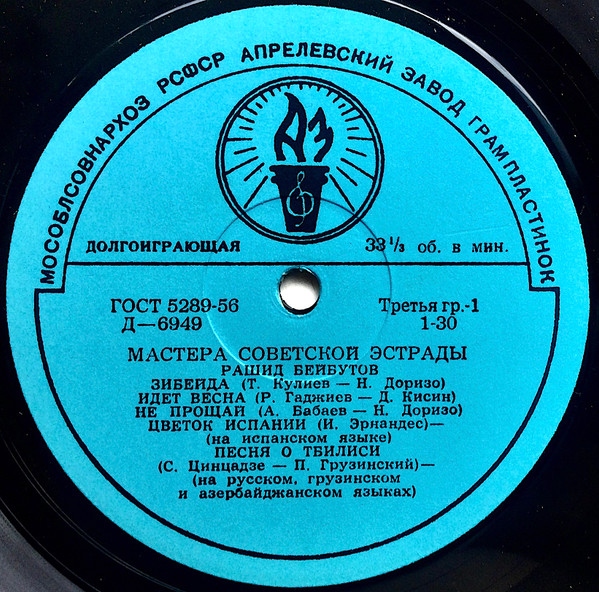 МОСОБЛСОВНАРХОЗ РСФСР АПРЕЛЕВСКИЙ ЗАВОД ГРАМПЛАСТИНОК
АЗ
ДОЛГОИГРАЮЩАЯ 33⅓ об. в мин.
ГОСТ 5289-56 Третья гр.-1
Д—6949 1-30
МАСТЕРА СОВЕТСКОЙ ЭСТРАДЫ
РАШИД БЕЙБУТОВ
ЗИБЕЙДА (Т. Кулиев — Н. Доризо)
ИДЕТ ВЕСНА (Р. Гаджиев — Д. Кисин)
НЕ ПРОЩАЙ (А. Бабаев — Н. Доризо)
ЦВЕТОК ИСПАНИИ (И. Эрнандес)—
(на испанском языке)
ПЕСНЯ О ТБИЛИСИ
(С. Цинцадзе — П. Грузинский)—
(на русском, грузинском
и азербайджанском языках)